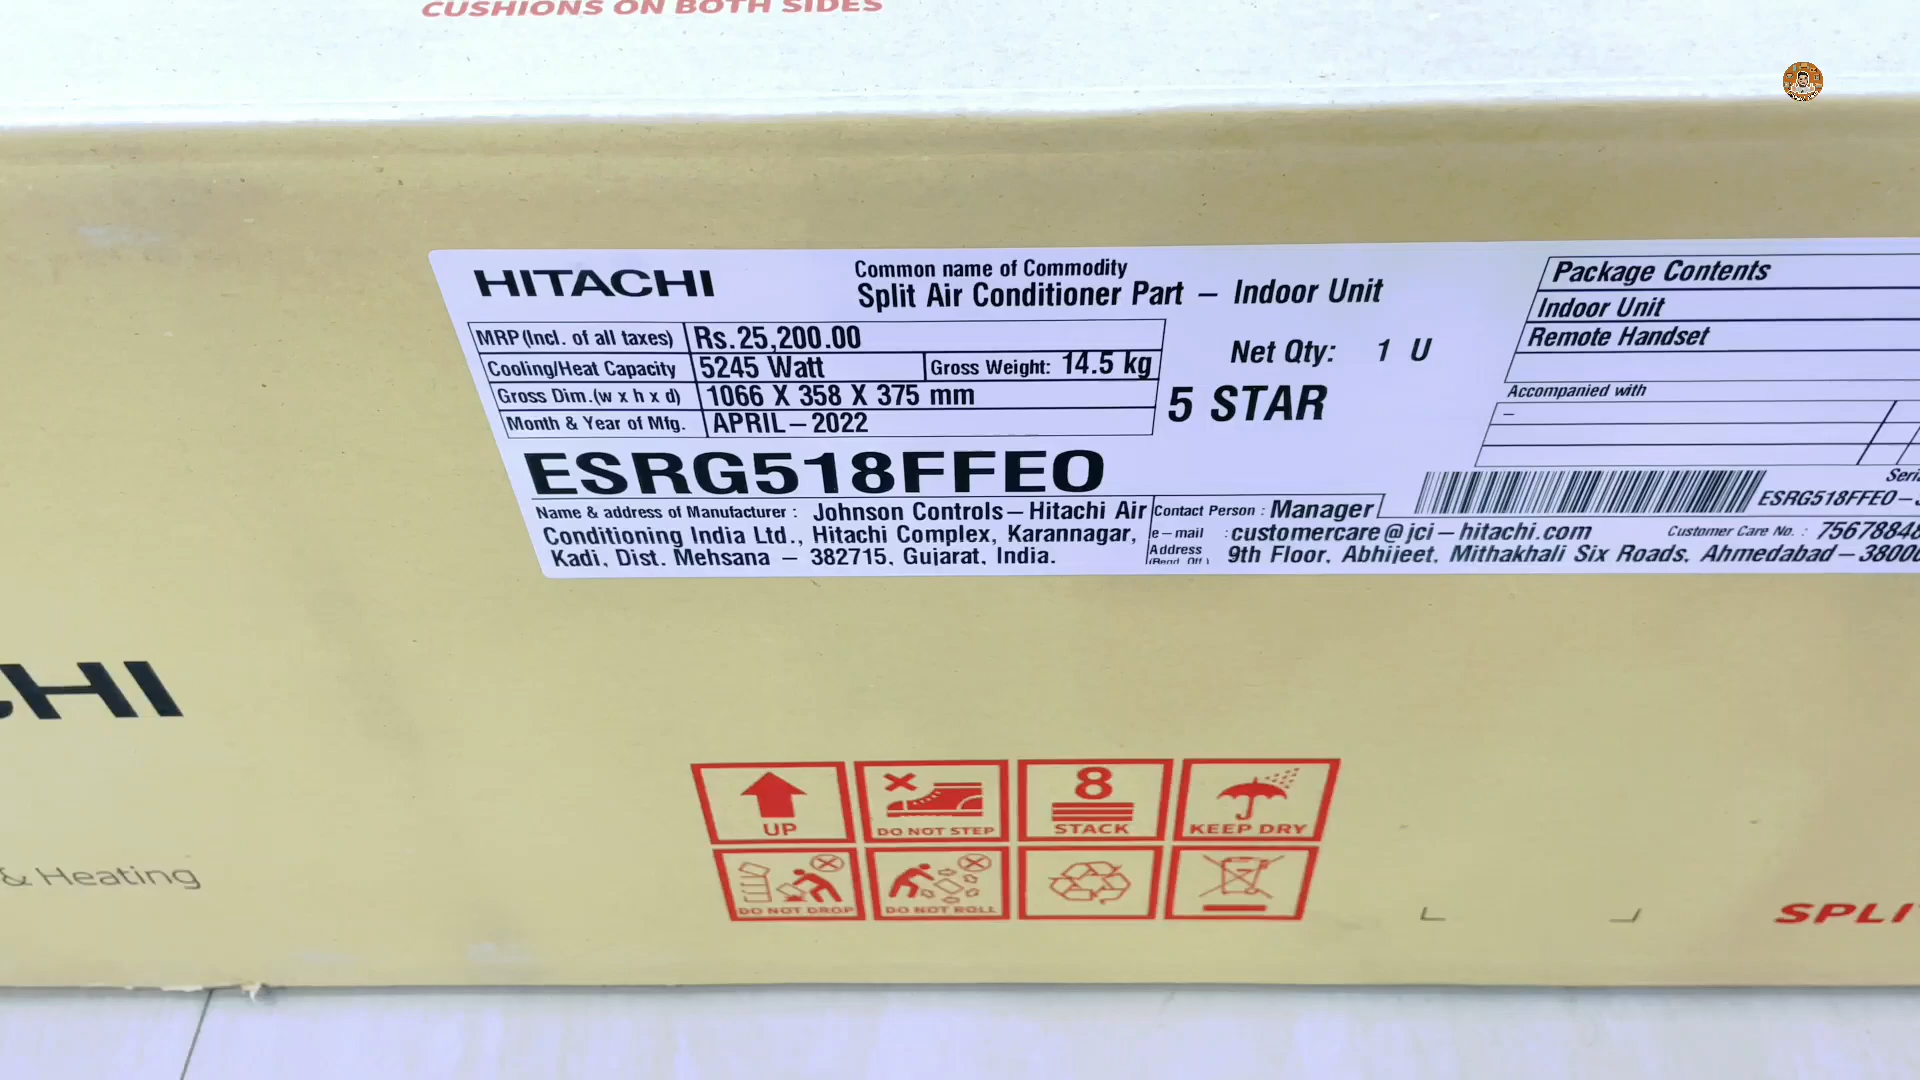 CUSHIONS ON BOTH SIDES
HITACHI
Common name of Commodity
Split Air Conditioner Part – Indoor Unit
MRP (Incl. of all taxes) Rs.25,200.00
Cooling/Heat Capacity 5245 Watt Gross Weight: 14.5 kg
Gross Dim.(w x h x d) 1066 X 358 X 375 mm
Month & Year of Mfg. APRIL – 2022
Net Qty: 1 U
5 STAR
ESRG518FFEO
Name & address of Manufacturer : Johnson Controls – Hitachi Air
Conditioning India Ltd., Hitachi Complex, Karannagar,
Kadi, Dist. Mehsana – 382715, Gujarat, India.
Package Contents
Indoor Unit
Remote Handset
Accompanied with
–
ESRG518FFEO –
Contact Person : Manager
e – mail : customercare@jci – hitachi.com Customer Care No. : 7567884
Address 9th Floor, Abhijeet, Mithakhali Six Roads, Ahmedabad – 3800
CHI
& Heating
UP
DO NOT STEP
8
STACK
KEEP DRY
DO NOT DROP
DO NOT ROLL
SPLI